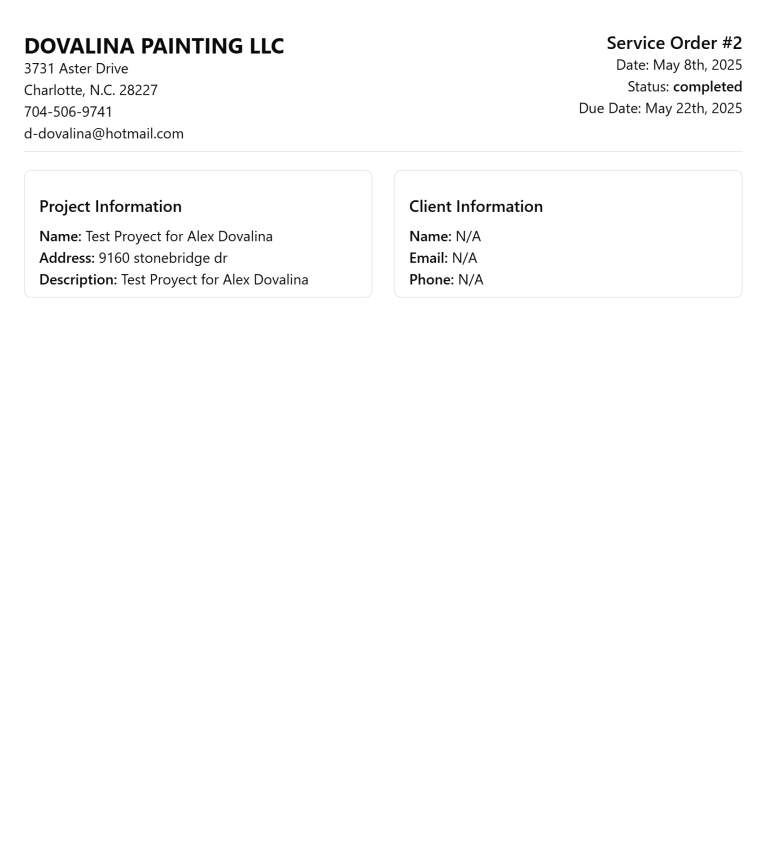 DOVALINA PAINTING LLC
3731 Aster Drive
Charlotte, N.C. 28227
704-506-9741
d-dovalina@hotmail.com
Service Order #2
Date: May 8th, 2025
Status: completed
Due Date: May 22th, 2025
Project Information
Name: Test Proyect for Alex Dovalina
Address: 9160 stonebridge dr
Description: Test Proyect for Alex Dovalina
Client Information
Name: N/A
Email: N/A
Phone: N/A